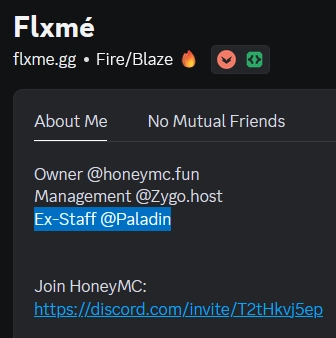 Flxmé
flxme.gg • Fire/Blaze 🔥
About Me No Mutual Friends
Owner @honeymc.fun
Management @Zygo.host
Ex-Staff @Paladin
Join HoneyMC:
https://discord.com/invite/T2tHkvj5ep